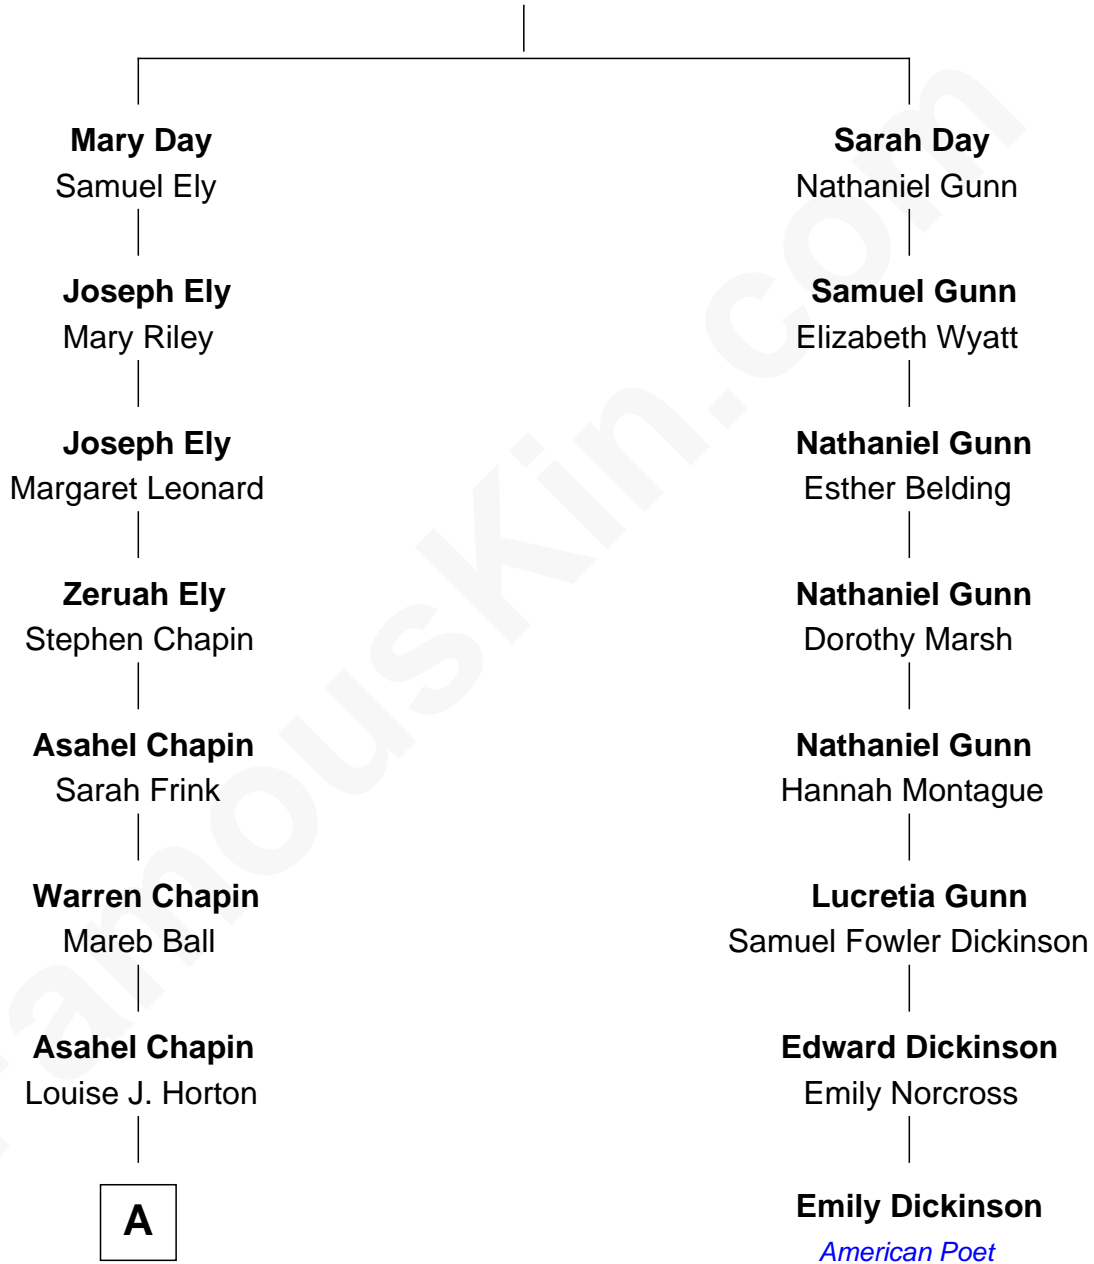 Mary Day
Samuel Ely
Joseph Ely
Mary Riley
Joseph Ely
Margaret Leonard
Zeruah Ely
Stephen Chapin
Asahel Chapin
Sarah Frink
Warren Chapin
Mareb Ball
Asahel Chapin
Louise J. Horton
A
Sarah Day
Nathaniel Gunn
Samuel Gunn
Elizabeth Wyatt
Nathaniel Gunn
Esther Belding
Nathaniel Gunn
Dorothy Marsh
Nathaniel Gunn
Hannah Montague
Lucretia Gunn
Samuel Fowler Dickinson
Edward Dickinson
Emily Norcross
Emily Dickinson
American Poet
FamousKin.com